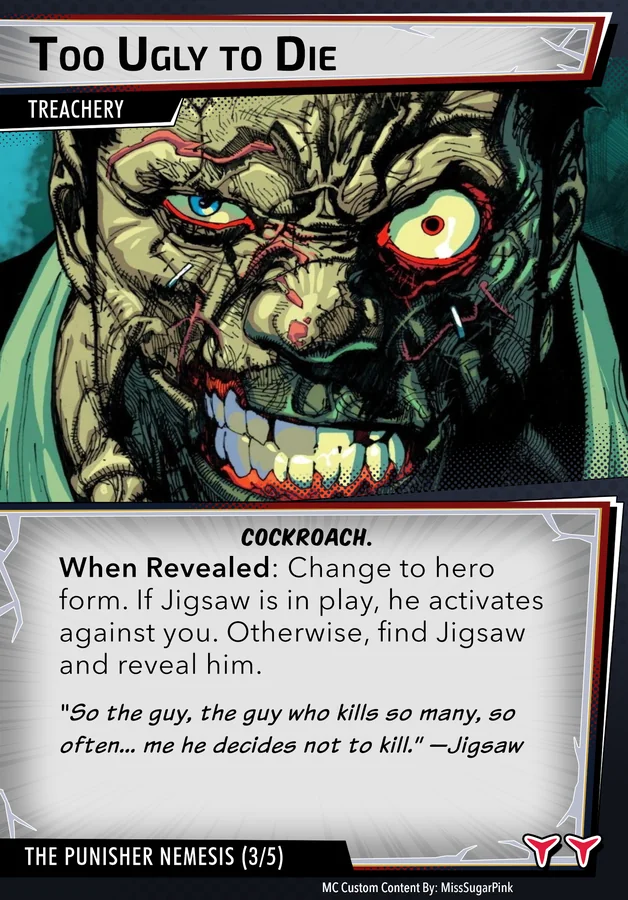 Too Ugly to Die
TREACHERY
COCKROACH.
When Revealed: Change to hero
form. If Jigsaw is in play, he activates
against you. Otherwise, find Jigsaw
and reveal him.
"So the guy, the guy who kills so many, so
often... me he decides not to kill." —Jigsaw
THE PUNISHER NEMESIS (3/5)
MC Custom Content By: MissSugarPink